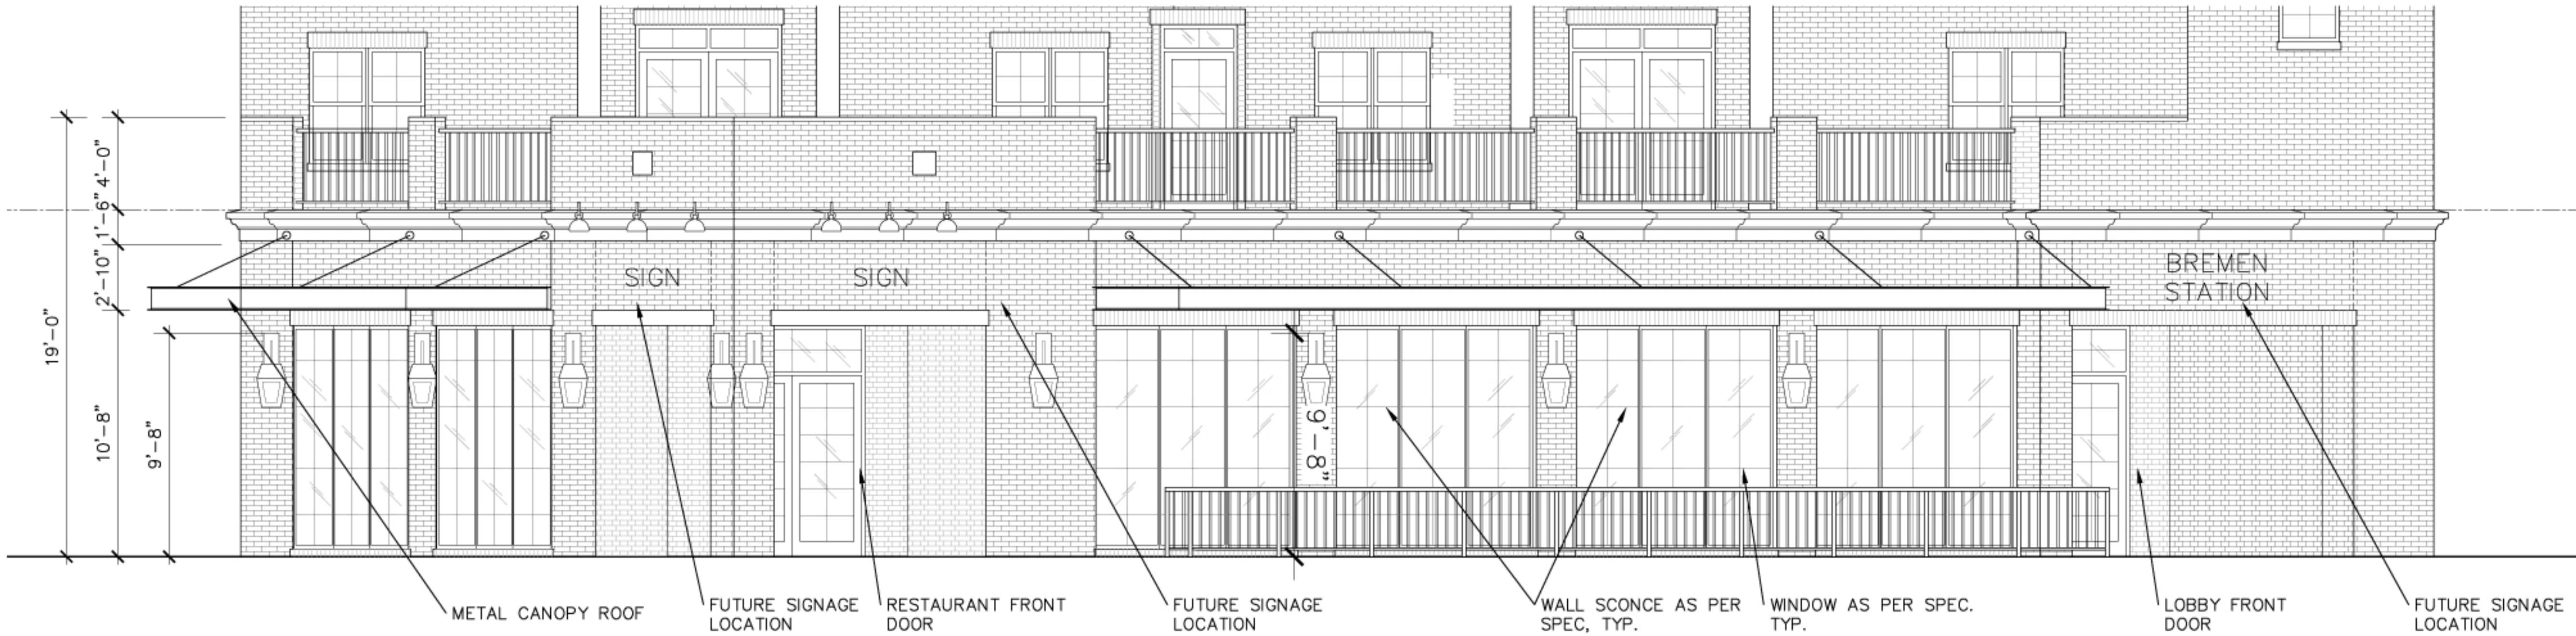 4'-0"
1'-6"
2'-10"
19'-0"
10'-8"
9'-8"
SIGN
SIGN
BREMEN
STATION
9'-8"
METAL CANOPY ROOF
FUTURE SIGNAGE
LOCATION
RESTAURANT FRONT
DOOR
FUTURE SIGNAGE
LOCATION
WALL SCONCE AS PER
SPEC, TYP.
WINDOW AS PER SPEC.
TYP.
LOBBY FRONT
DOOR
FUTURE SIGNAGE
LOCATION